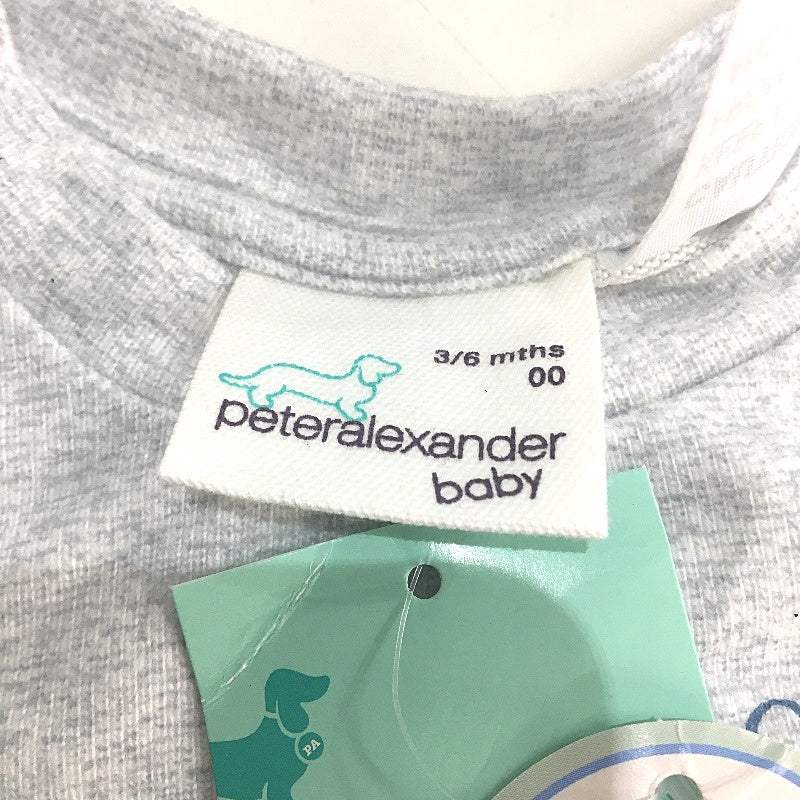 3/6 mths
00
peteralexander
baby
PA